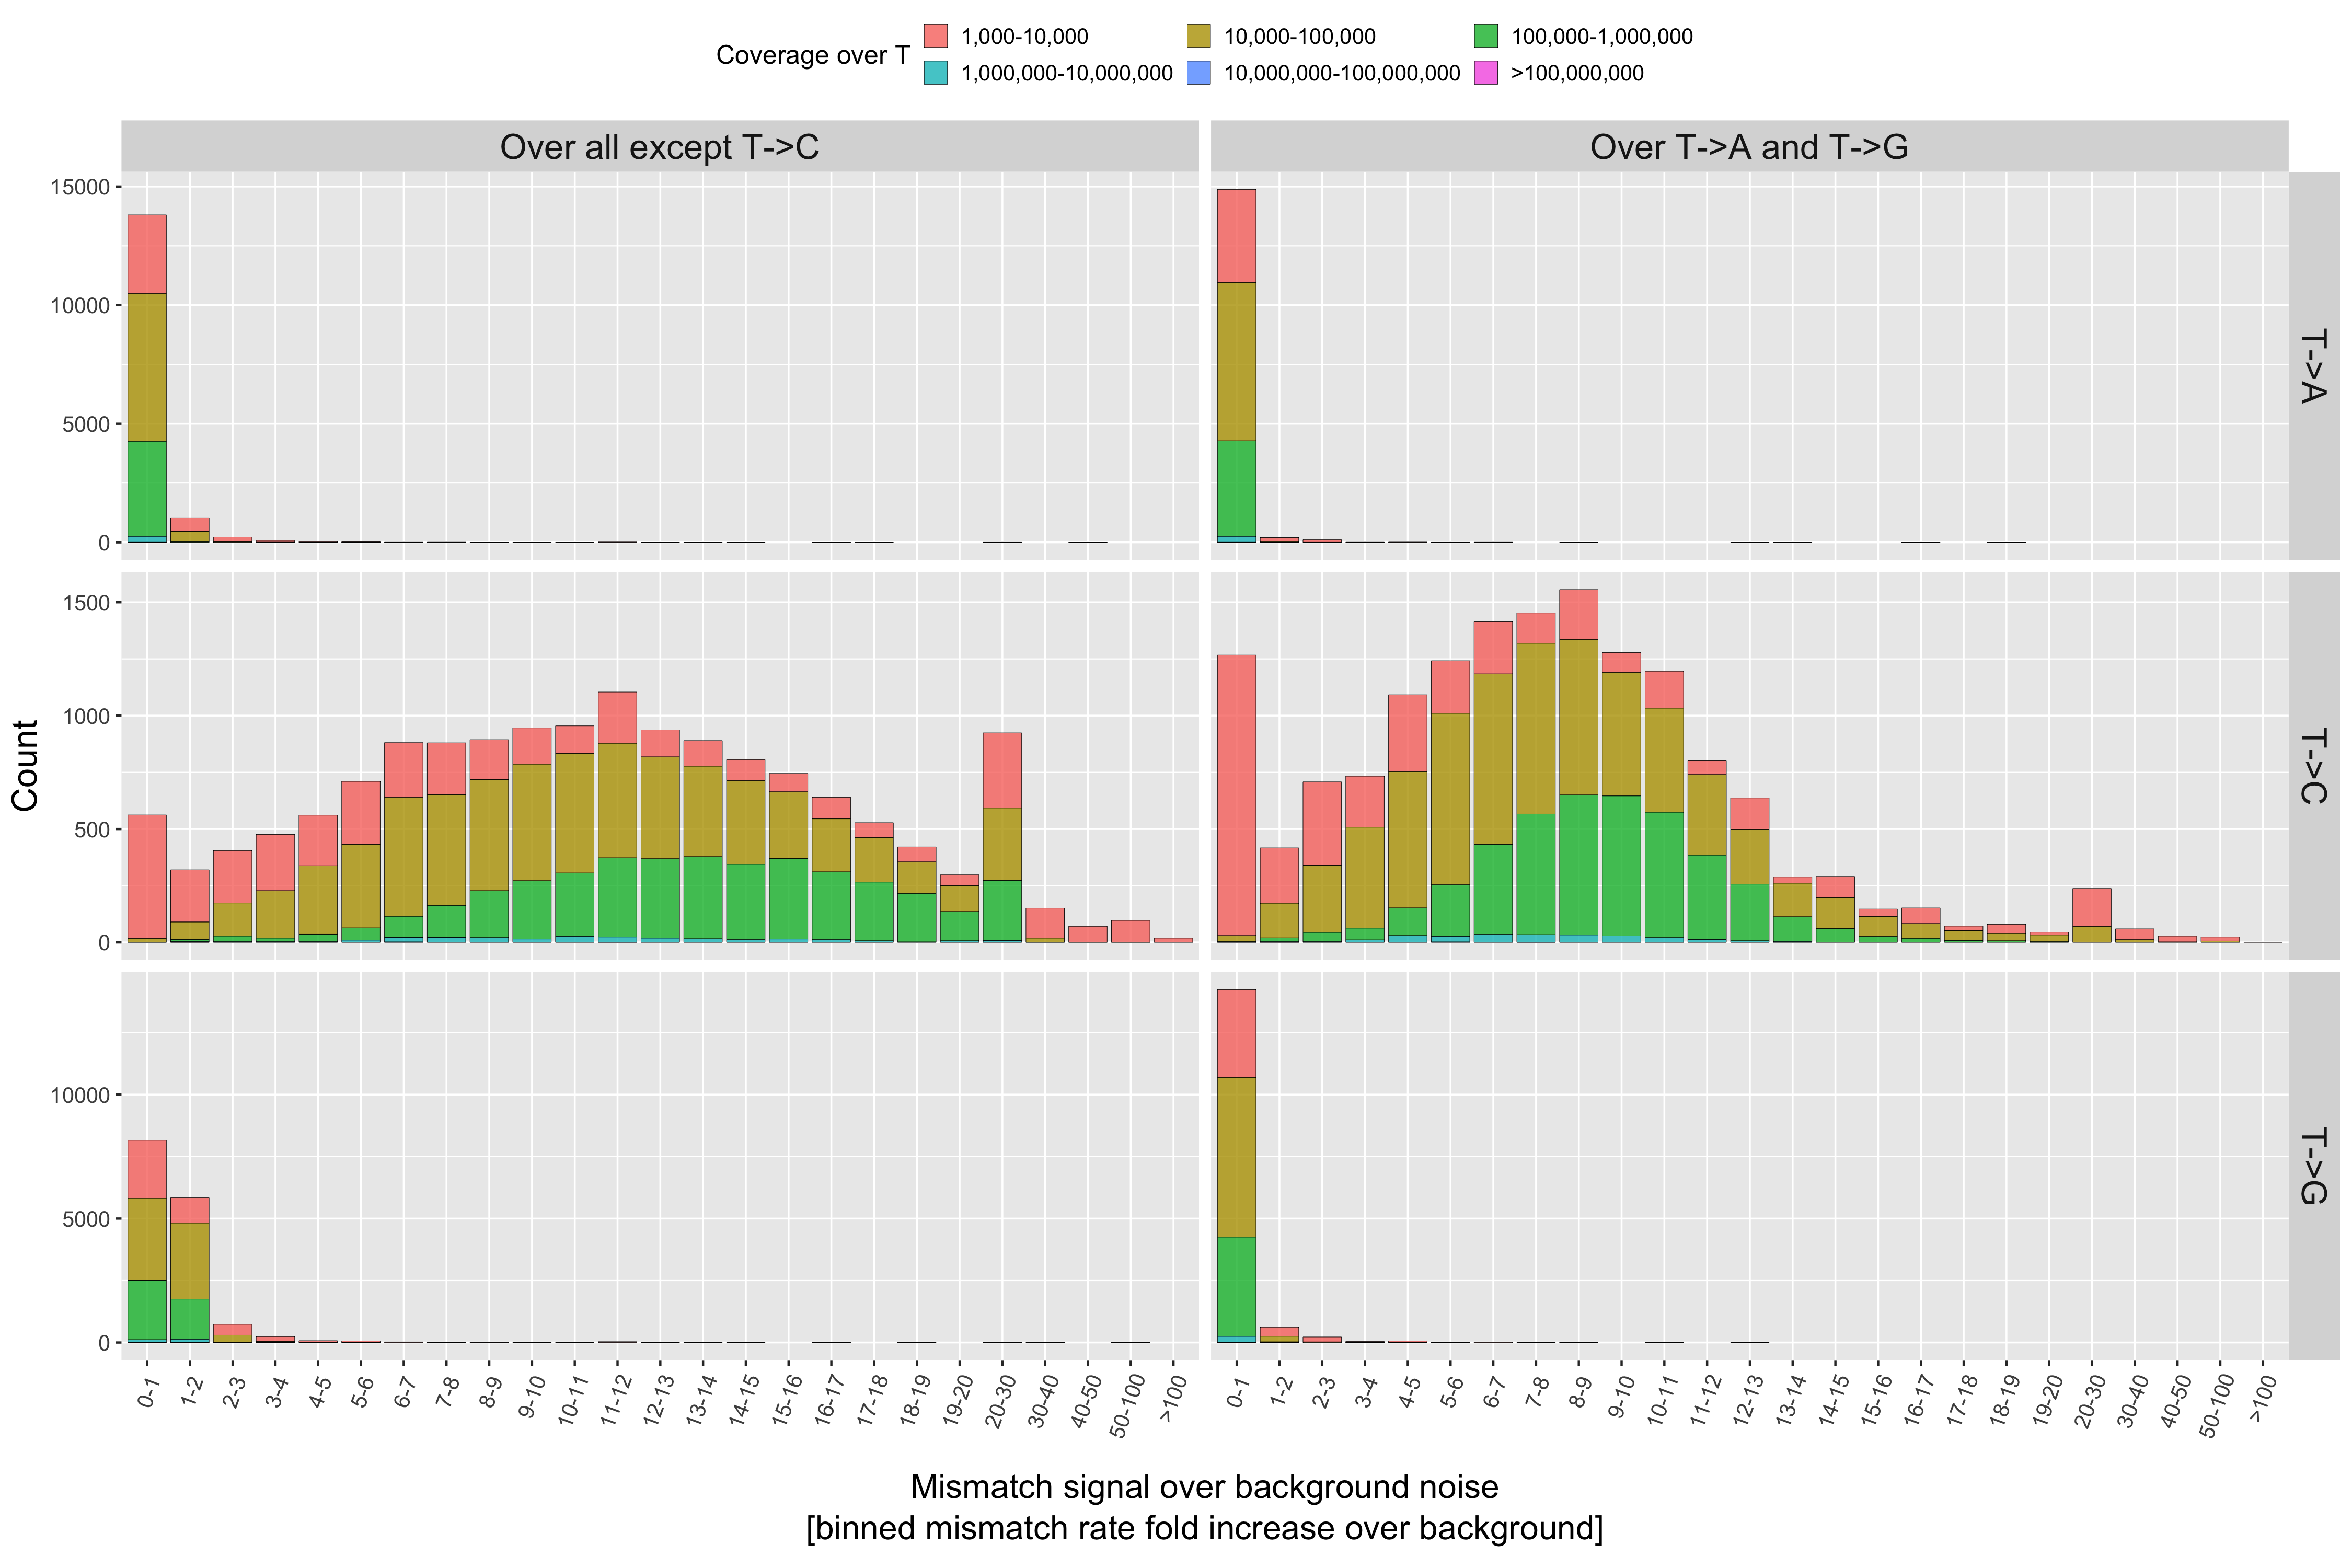 Coverage over T
1,000-10,000 10,000-100,000 100,000-1,000,000
1,000,000-10,000,000 10,000,000-100,000,000 >100,000,000
Over all except T->C Over T->A and T->G
15000
10000
5000
0
T->A
1500
1000
500
0
T->C
10000
5000
0
T->G
Count
0-1 1-2 2-3 3-4 4-5 5-6 6-7 7-8 8-9 9-10 10-11 11-12 12-13 13-14 14-15 15-16 16-17 17-18 18-19 19-20 20-30 30-40 40-50 50-100 >100
0-1 1-2 2-3 3-4 4-5 5-6 6-7 7-8 8-9 9-10 10-11 11-12 12-13 13-14 14-15 15-16 16-17 17-18 18-19 19-20 20-30 30-40 40-50 50-100 >100
Mismatch signal over background noise
[binned mismatch rate fold increase over background]